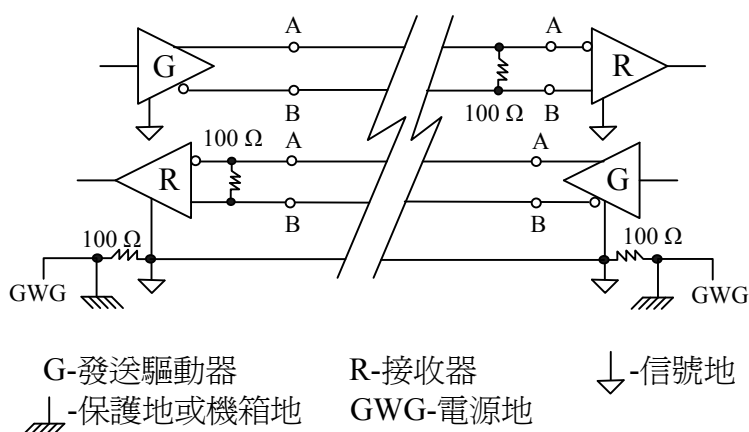 A A
G R
B 100 Ω B
100 Ω A A
R G
B B
100 Ω 100 Ω
GWG GWG
G-發送驅動器 R-接收器 -信號地
-保護地或機箱地 GWG-電源地